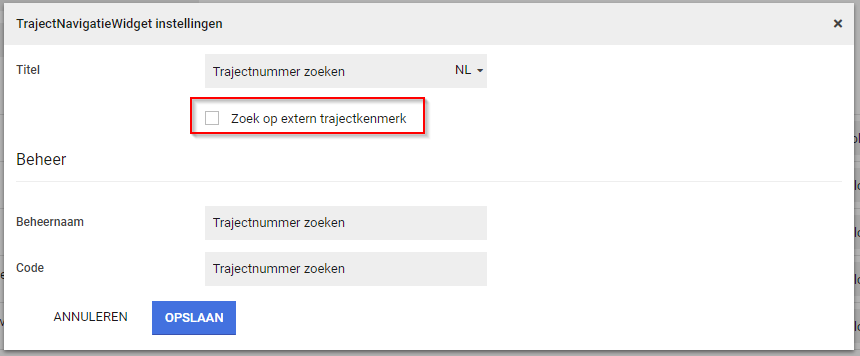 TrajectNavigatieWidget instellingen
Titel
Trajectnummer zoeken
NL
Zoek op extern trajectkenmerk
Beheer
Beheernaam
Trajectnummer zoeken
Code
Trajectnummer zoeken
ANNULEREN
OPSLAAN